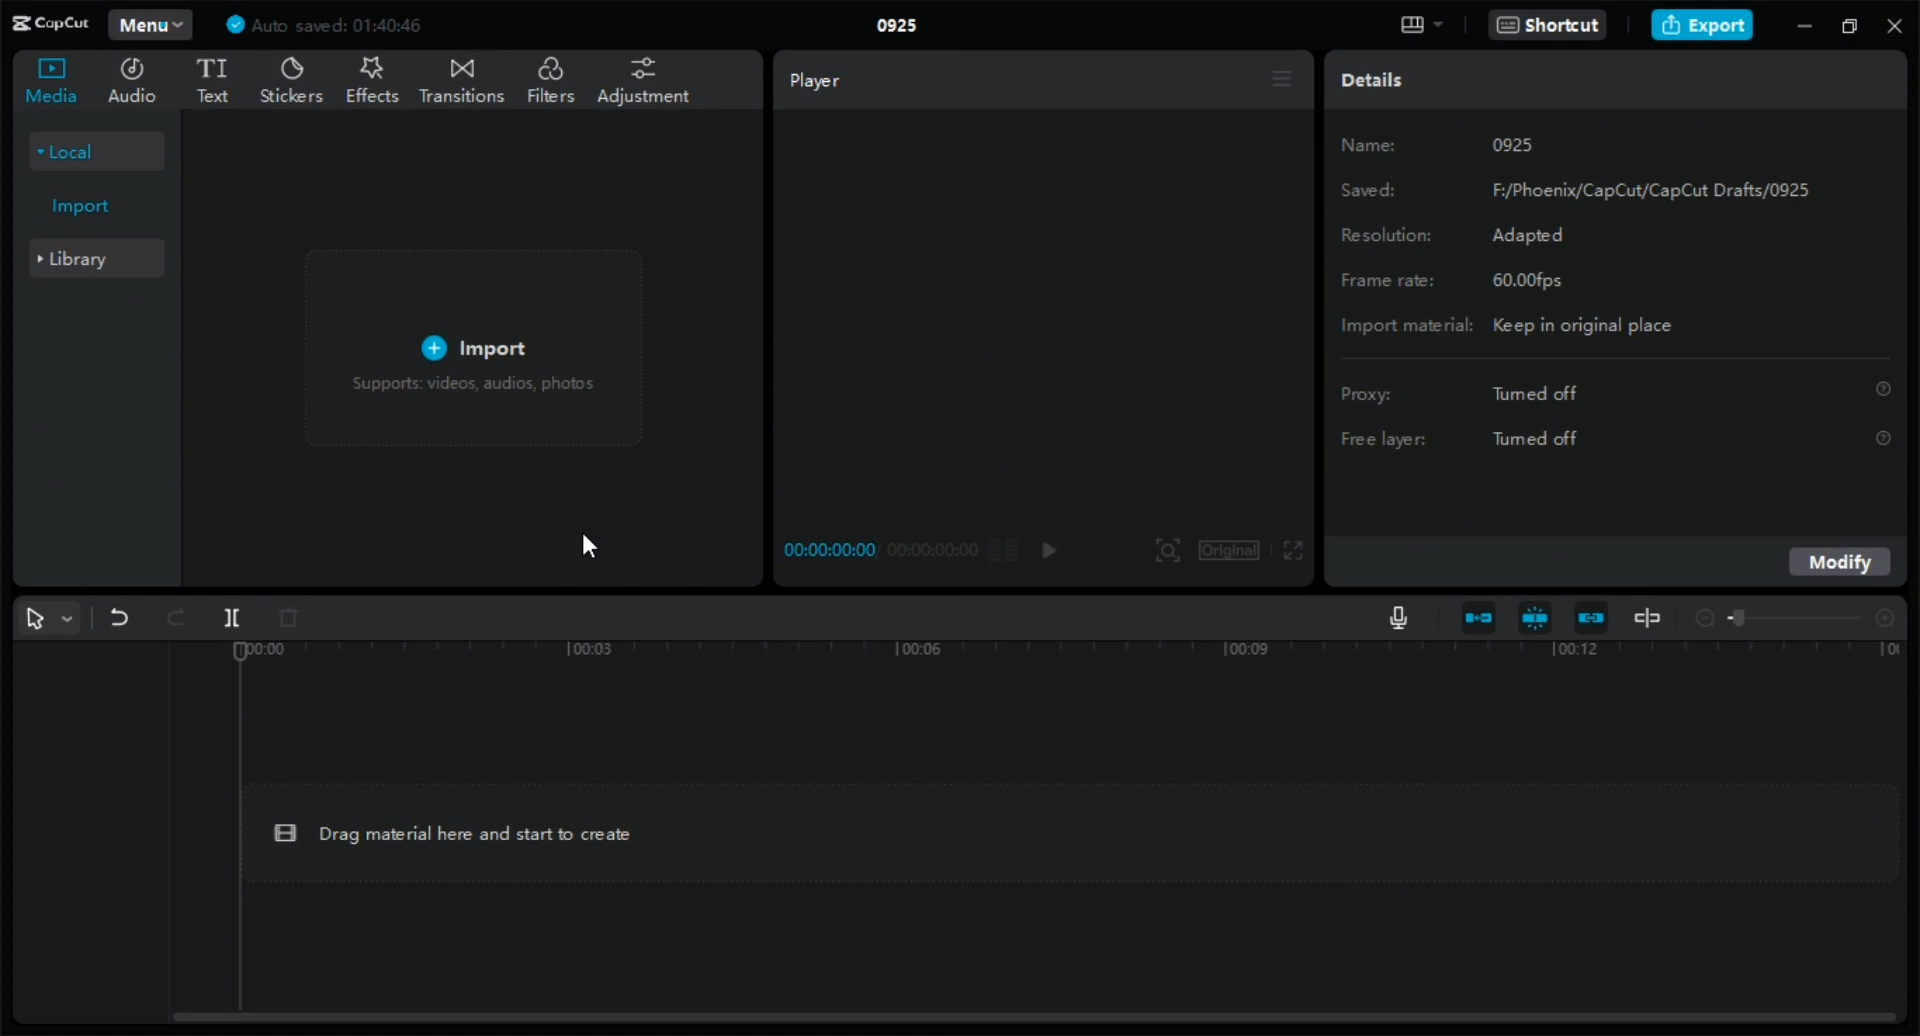 CapCut
Menu
Auto saved: 01:40:46
0925
Shortcut
Export
Media
Audio
TI
Text
Stickers
Effects
Transitions
Filters
Adjustment
Local
Import
Library
Import
Supports: videos, audios, photos
Player
00:00:00:00 00:00:00:00
Original
Details
Name: 0925
Saved: F:/Phoenix/CapCut/CapCut Drafts/0925
Resolution: Adapted
Frame rate: 60.00fps
Import material: Keep in original place
Proxy: Turned off
Free layer: Turned off
Modify
00:00 00:03 00:06 00:09 00:12
Drag material here and start to create